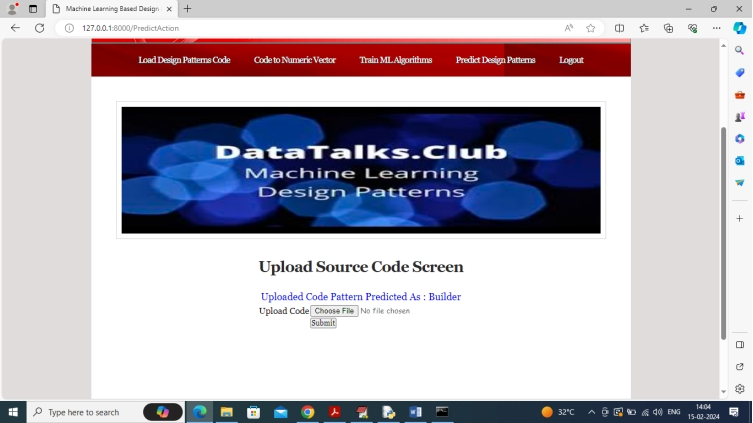 Machine Learning Based Design
127.0.0.1:8000/PredictAction
Load Design Patterns Code Code to Numeric Vector Train ML Algorithms Predict Design Patterns Logout
DataTalks.Club
Machine Learning
Design Patterns
Upload Source Code Screen
Uploaded Code Pattern Predicted As : Builder
Upload Code Choose File No file chosen
Submit
Type here to search
32°C
ENG
14:04
15-02-2024